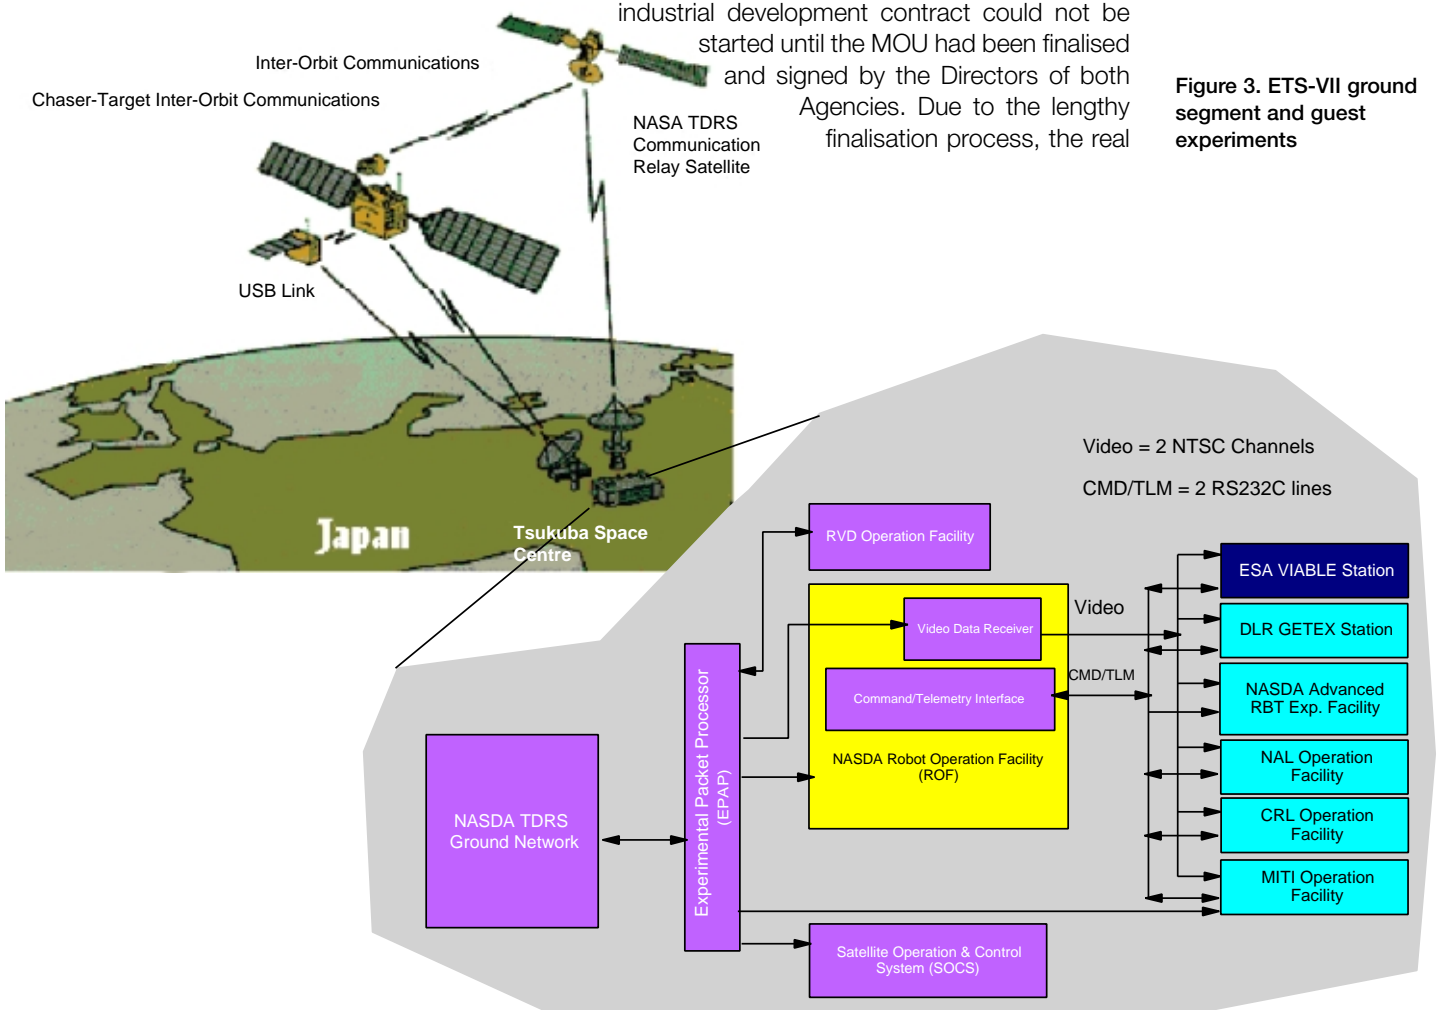 industrial development contract could not be
started until the MOU had been finalised
and signed by the Directors of both
Agencies. Due to the lengthy
finalisation process, the real
Figure 3. ETS-VII ground
segment and guest
experiments
Inter-Orbit Communications
Chaser-Target Inter-Orbit Communications
NASA TDRS
Communication
Relay Satellite
USB Link
Japan
Tsukuba Space
Centre
Video = 2 NTSC Channels
CMD/TLM = 2 RS232C lines
RVD Operation Facility
Video Data Receiver
Video
Command/Telemetry Interface
CMD/TLM
NASDA Robot Operation Facility
(ROF)
Experimental Packet Processor
(EPAP)
NASDA TDRS
Ground Network
Satellite Operation & Control
System (SOCS)
ESA VIABLE Station
DLR GETEX Station
NASDA Advanced
RBT Exp. Facility
NAL Operation
Facility
CRL Operation
Facility
MITI Operation
Facility